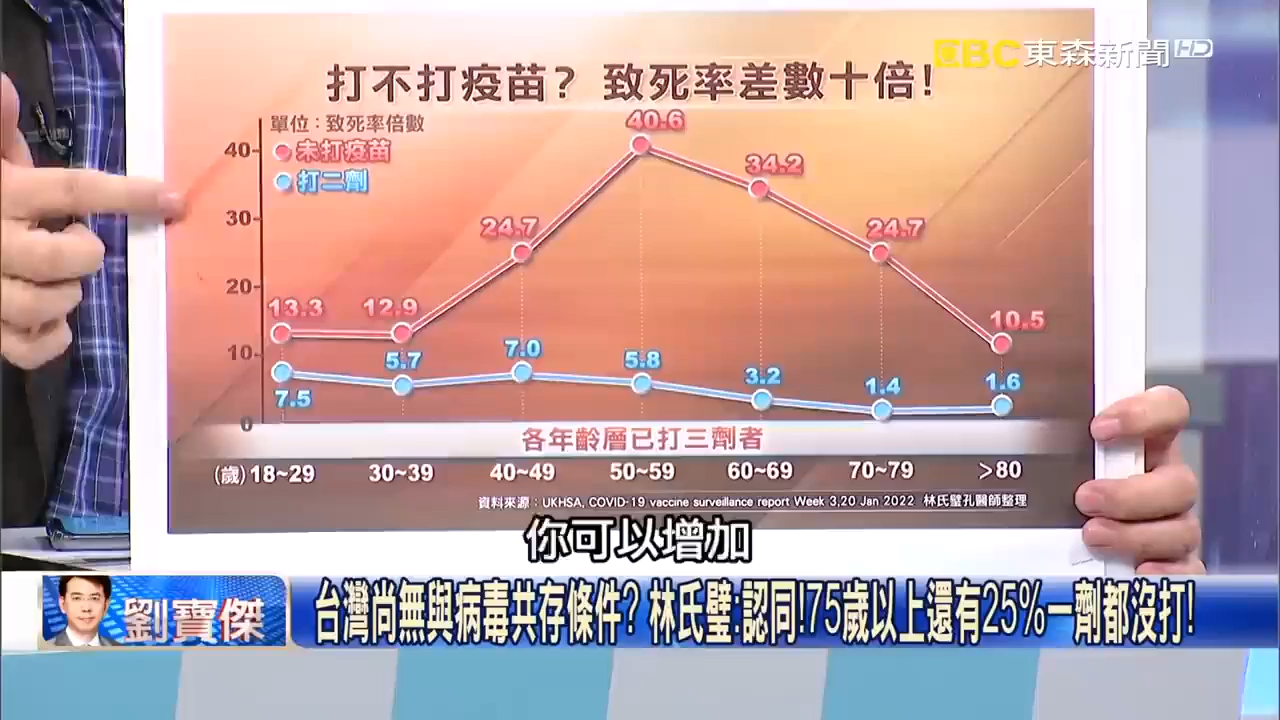 EBC 東森新聞 HD
打不打疫苗? 致死率差數十倍!
單位:致死率倍數
未打疫苗
打二劑
40
30
20
10
0
13.3
12.9
24.7
40.6
34.2
24.7
10.5
7.5
5.7
7.0
5.8
3.2
1.4
1.6
各年齡層已打三劑者
(歲) 18~29 30~39 40~49 50~59 60~69 70~79 >80
資料來源:UKHSA, COVID-19 vaccine surveillance report Week 3,20 Jan 2022 林氏璧孔醫師整理
你可以增加
劉寶傑
台灣尚無與病毒共存條件? 林氏璧:認同!75歲以上還有25%一劑都沒打!